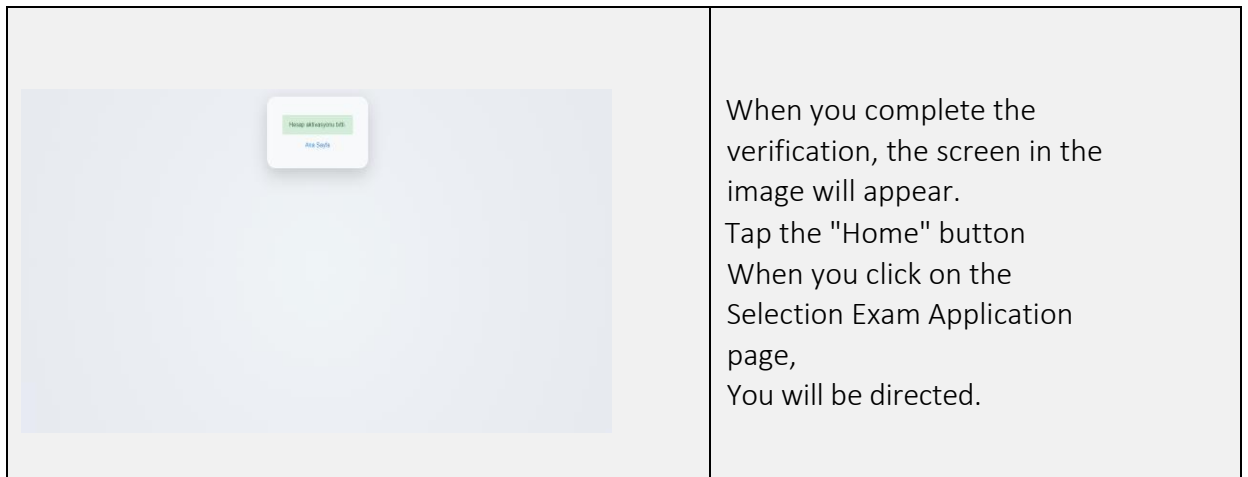 Hesap aktivasyonu bitti.
Ana Sayfa
When you complete the
verification, the screen in the
image will appear.
Tap the "Home" button
When you click on the
Selection Exam Application
page,
You will be directed.